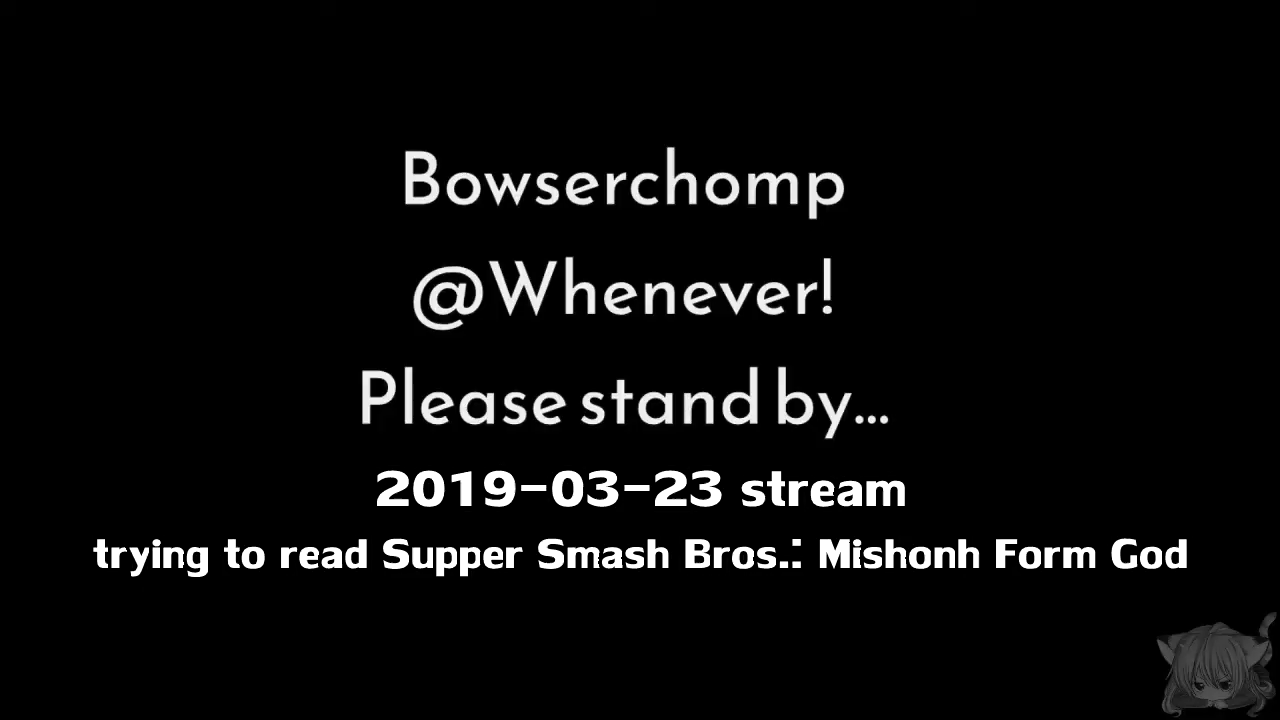 Bowserchomp
@Whenever!
Please stand by...
2019-03-23 stream
trying to read Supper Smash Bros.: Mishonh Form God